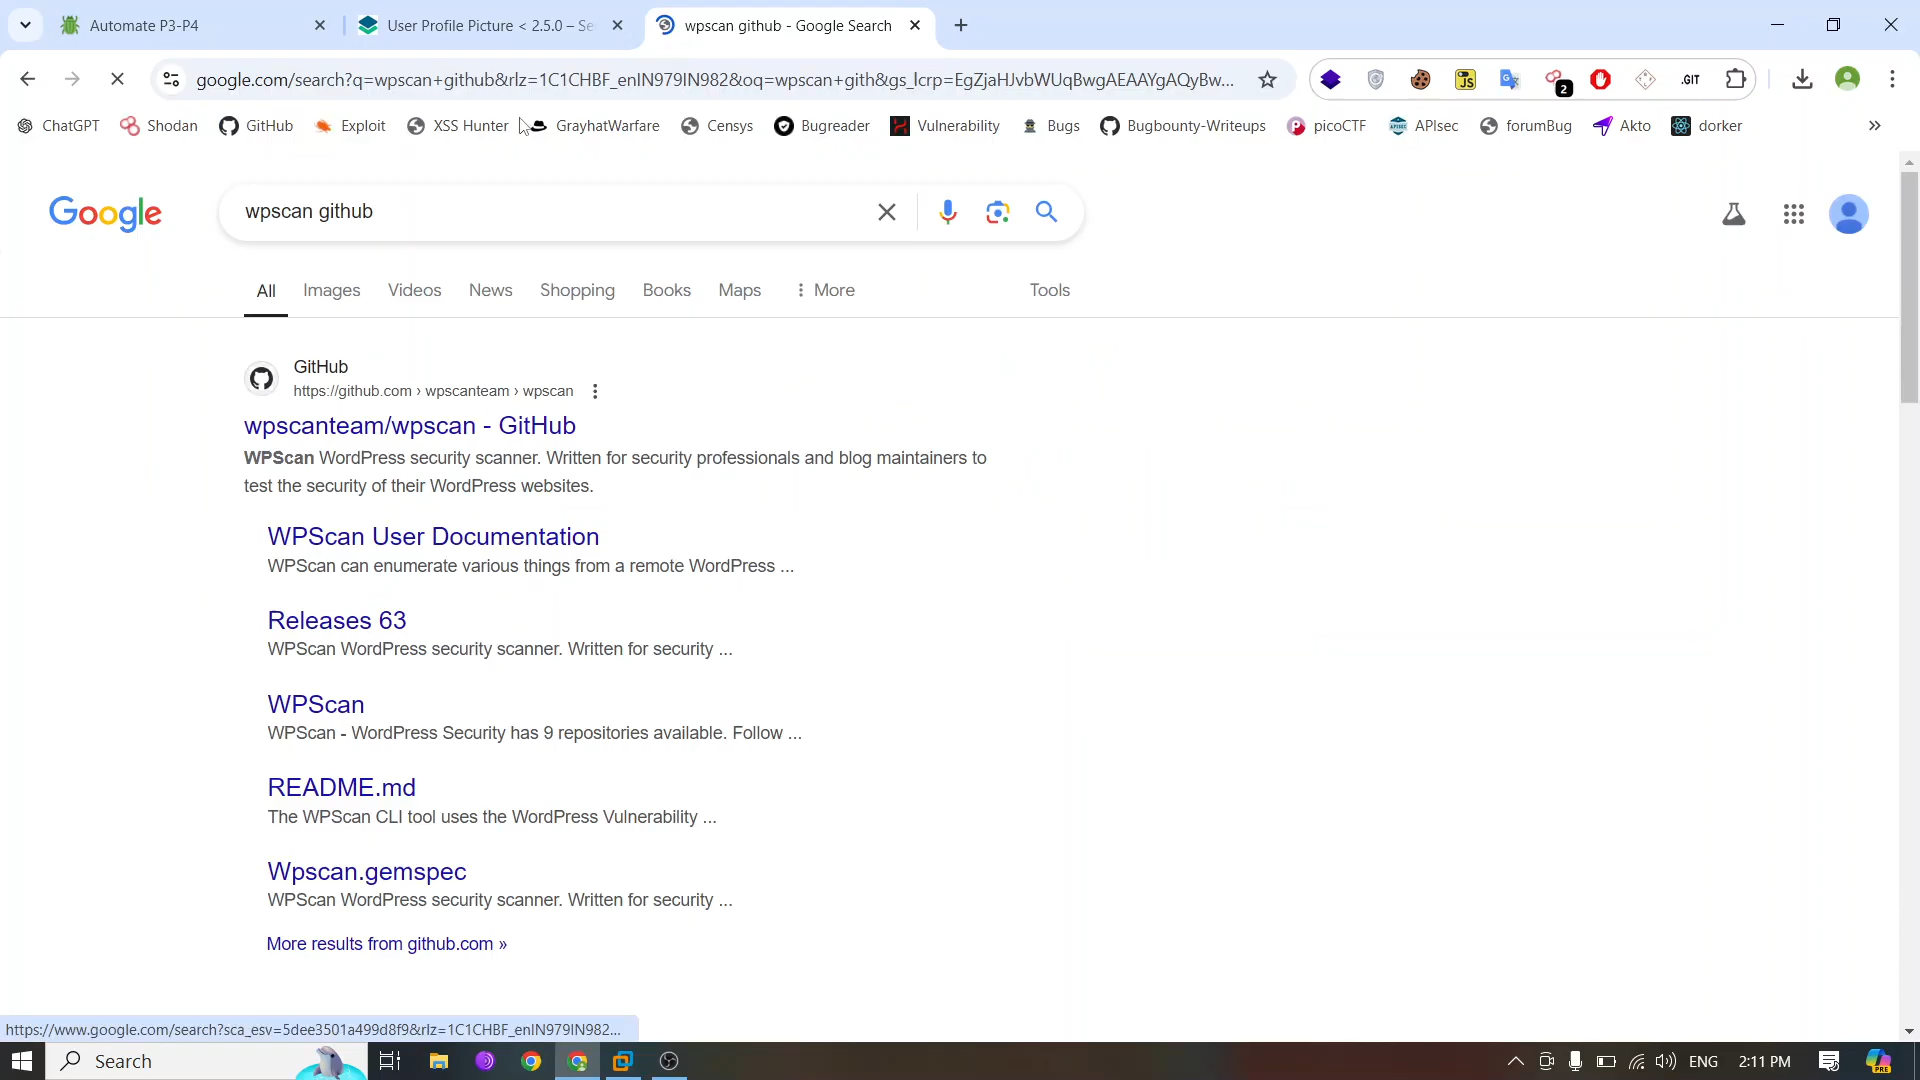 Automate P3-P4
User Profile Picture < 2.5.0 – Se
wpscan github - Google Search
google.com/search?q=wpscan+github&rlz=1C1CHBF_enIN979IN982&oq=wpscan+gith&gs_lcrp=EgZjaHJvbWUqBwgAEAAYgAQyBw...
JS
2
.GIT
ChatGPT
Shodan
GitHub
Exploit
XSS Hunter
GrayhatWarfare
Censys
Bugreader
Vulnerability
Bugs
Bugbounty-Writeups
picoCTF
APIsec
forumBug
Akto
dorker
Google
wpscan github
All
Images
Videos
News
Shopping
Books
Maps
More
Tools
GitHub
https://github.com › wpscanteam › wpscan
wpscanteam/wpscan - GitHub
WPScan WordPress security scanner. Written for security professionals and blog maintainers to
test the security of their WordPress websites.
WPScan User Documentation
WPScan can enumerate various things from a remote WordPress ...
Releases 63
WPScan WordPress security scanner. Written for security ...
WPScan
WPScan - WordPress Security has 9 repositories available. Follow ...
README.md
The WPScan CLI tool uses the WordPress Vulnerability ...
Wpscan.gemspec
WPScan WordPress security scanner. Written for security ...
More results from github.com »
https://www.google.com/search?sca_esv=5dee3501a499d8f9&rlz=1C1CHBF_enIN979IN982...
Search
ENG
2:11 PM
PRE